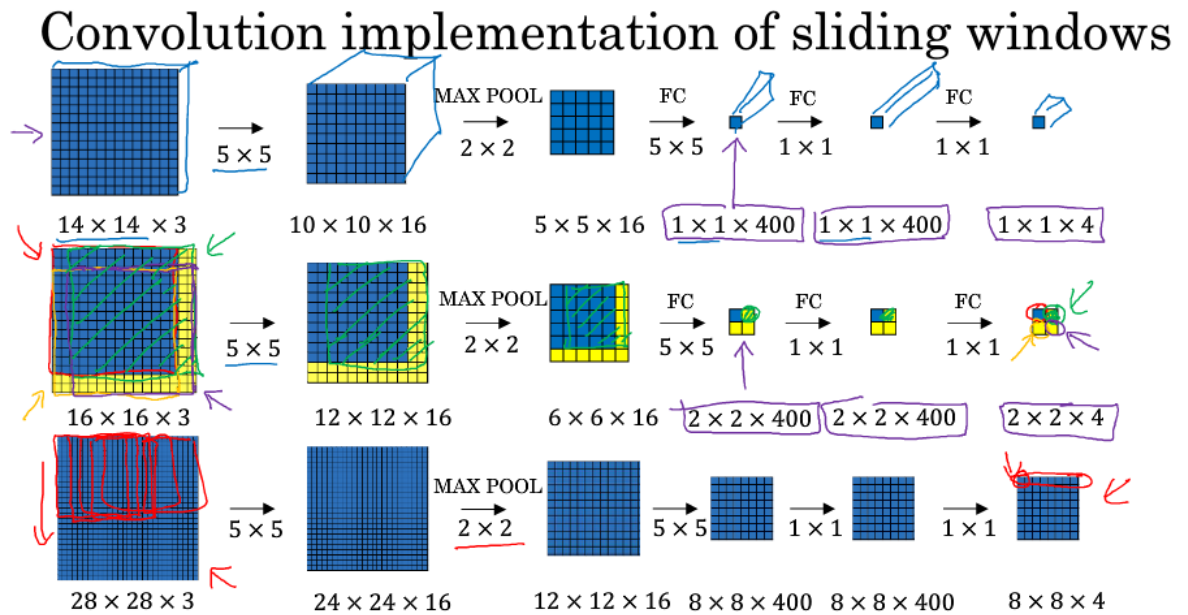 Convolution implementation of sliding windows
MAX POOL FC FC FC
5 × 5 2 × 2 5 × 5 1 × 1 1 × 1
14 × 14 × 3 10 × 10 × 16 5 × 5 × 16 1 × 1 × 400 1 × 1 × 400 1 × 1 × 4
MAX POOL FC FC FC
5 × 5 2 × 2 5 × 5 1 × 1 1 × 1
16 × 16 × 3 12 × 12 × 16 6 × 6 × 16 2 × 2 × 400 2 × 2 × 400 2 × 2 × 4
MAX POOL
5 × 5 2 × 2 5 × 5 1 × 1 1 × 1
28 × 28 × 3 24 × 24 × 16 12 × 12 × 16 8 × 8 × 400 8 × 8 × 400 8 × 8 × 4